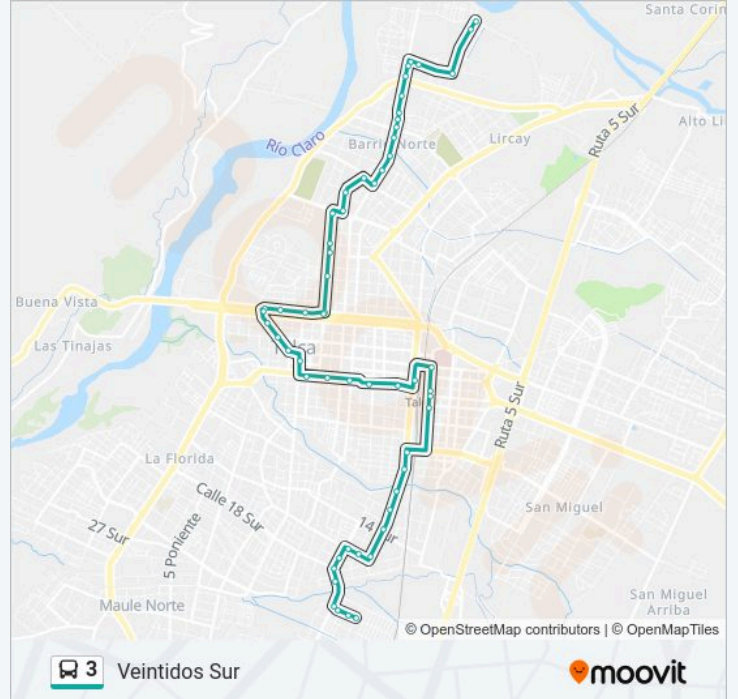 Santa Corin
Río Claro
Barrio Norte
Lircay
Ruta 5 Sur
Alto Li
Buena Vista
Las Tinajas
Ruta 5 Sur
La Florida
Calle 18 Sur
27 Sur
5 Poniente
San Miguel
Maule Norte
San Miguel
Arriba
© OpenStreetMap contributors | © OpenMapTiles
3 Veintidos Sur
moovit